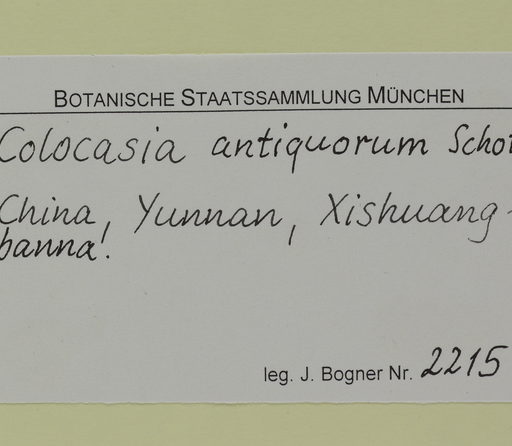 BOTANISCHE STAATSSAMMLUNG MÜNCHEN
Colocasia antiquorum Schot
China, Yunnan, Xishuang-
banna!
leg. J. Bogner Nr. 2215